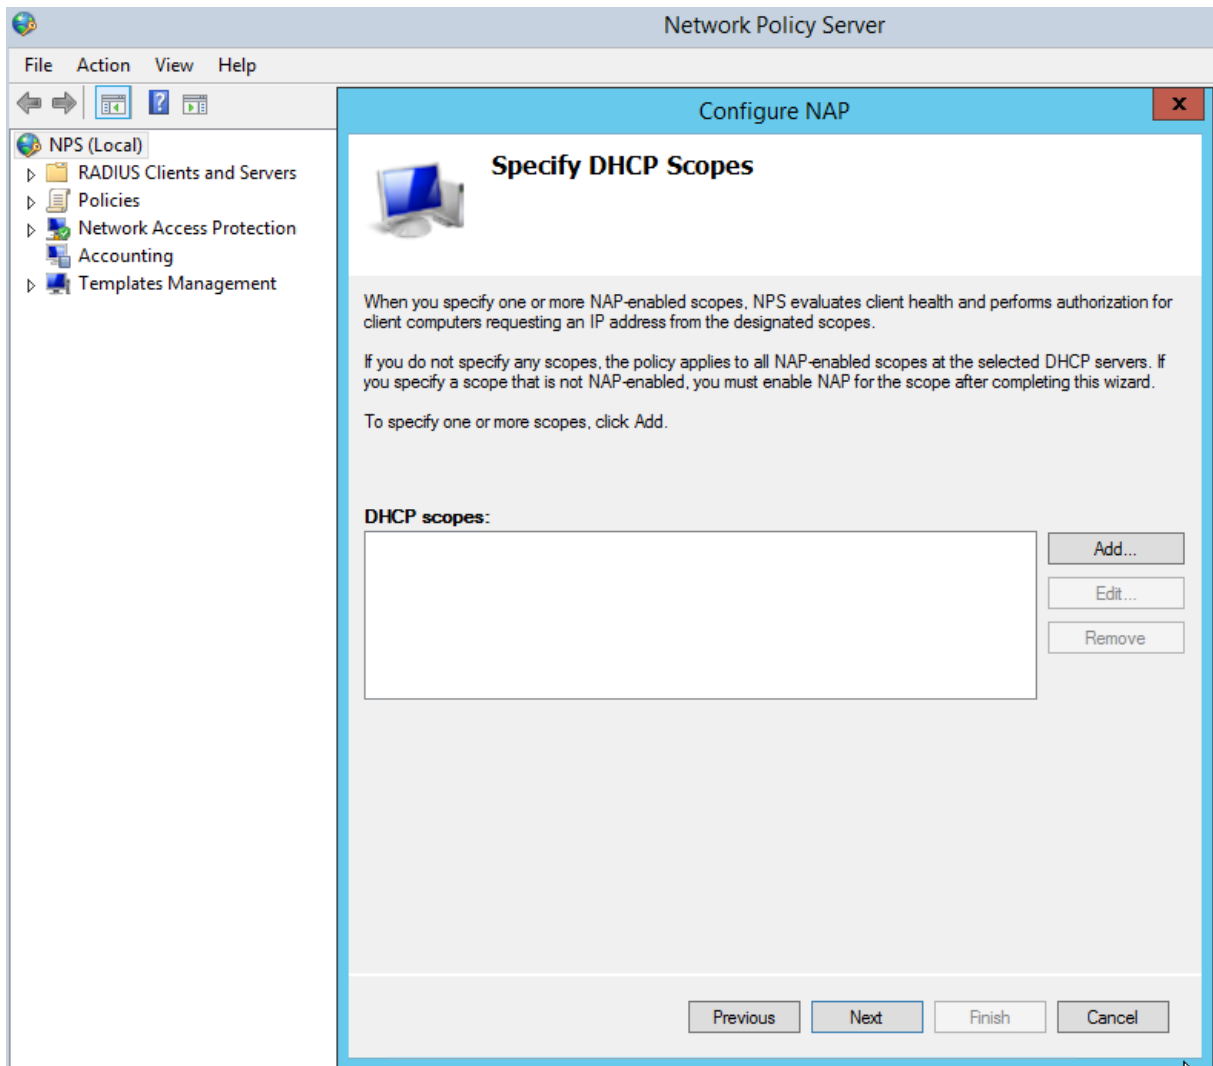 Network Policy Server
File Action View Help
?
Configure NAP
x
NPS (Local)
RADIUS Clients and Servers
Policies
Network Access Protection
Accounting
Templates Management
Specify DHCP Scopes
When you specify one or more NAP-enabled scopes, NPS evaluates client health and performs authorization for
client computers requesting an IP address from the designated scopes.
If you do not specify any scopes, the policy applies to all NAP-enabled scopes at the selected DHCP servers. If
you specify a scope that is not NAP-enabled, you must enable NAP for the scope after completing this wizard.
To specify one or more scopes, click Add.
DHCP scopes:
Add...
Edit...
Remove
Previous Next Finish Cancel